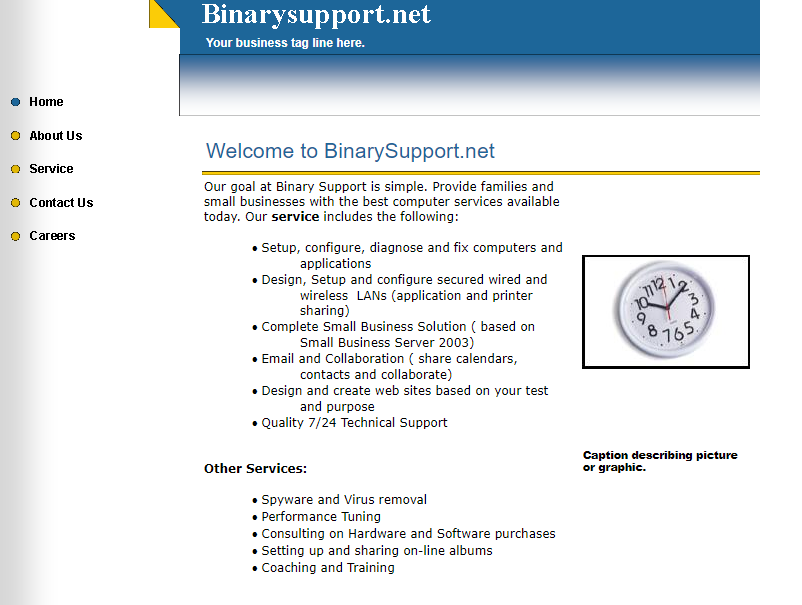 Binarysupport.net
Your business tag line here.
Home
About Us
Service
Contact Us
Careers
Welcome to BinarySupport.net
Our goal at Binary Support is simple. Provide families and
small businesses with the best computer services available
today. Our service includes the following:
• Setup, configure, diagnose and fix computers and
applications
• Design, Setup and configure secured wired and
wireless  LANs (application and printer
sharing)
• Complete Small Business Solution ( based on
Small Business Server 2003)
• Email and Collaboration ( share calendars,
contacts and collaborate)
• Design and create web sites based on your test
and purpose
• Quality 7/24 Technical Support
12
1
2
3
4
5
6
7
8
9
10
11
Caption describing picture
or graphic.
Other Services:
• Spyware and Virus removal
• Performance Tuning
• Consulting on Hardware and Software purchases
• Setting up and sharing on-line albums
• Coaching and Training